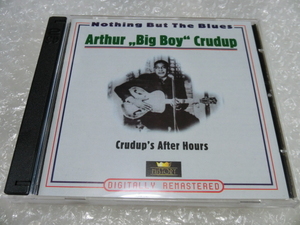 Nothing But The Blues
Arthur „Big Boy“ Crudup
Crudup's After Hours
DIGITALLY REMASTERED